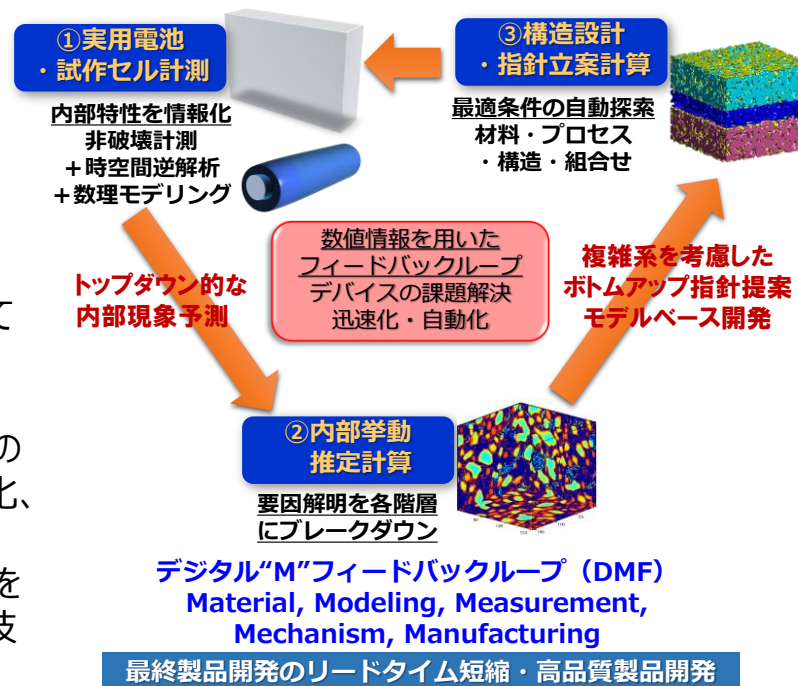 ①実用電池
・試作セル計測
内部特性を情報化
非破壊計測
＋時空間逆解析
＋数理モデリング
③構造設計
・指針立案計算
最適条件の自動探索
材料・プロセス
・構造・組合せ
数値情報を用いた
フィードバックループ
デバイスの課題解決
迅速化・自動化
トップダウン的な
内部現象予測
複雑系を考慮した
ボトムアップ指針提案
モデルベース開発
て
の
化、
を
技
②内部挙動
推定計算
要因解明を各階層
にブレークダウン
デジタル“M”フィードバックループ（DMF）
Material, Modeling, Measurement,
Mechanism, Manufacturing
最終製品開発のリードタイム短縮・高品質製品開発